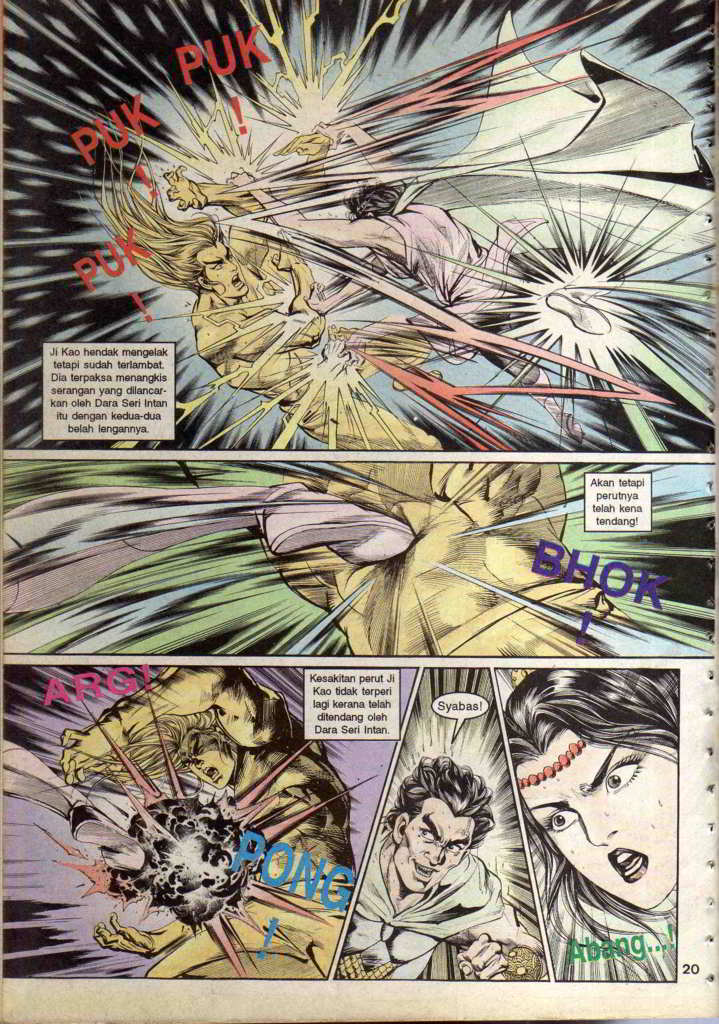 PUK
PUK !
PUK !
PUK !
Ji Kao hendak mengelak
tetapi sudah terlambat.
Dia terpaksa menangkis
serangan yang dilancar-
kan oleh Dara Seri Intan
itu dengan kedua-dua
belah lengannya.
Akan tetapi
perutnya
telah kena
tendang!
BHOK !
ARG!
Kesakitan perut Ji
Kao tidak terperi
lagi kerana telah
ditendang oleh
Dara Seri Intan.
PONG !
Syabas!
Abang...!
20